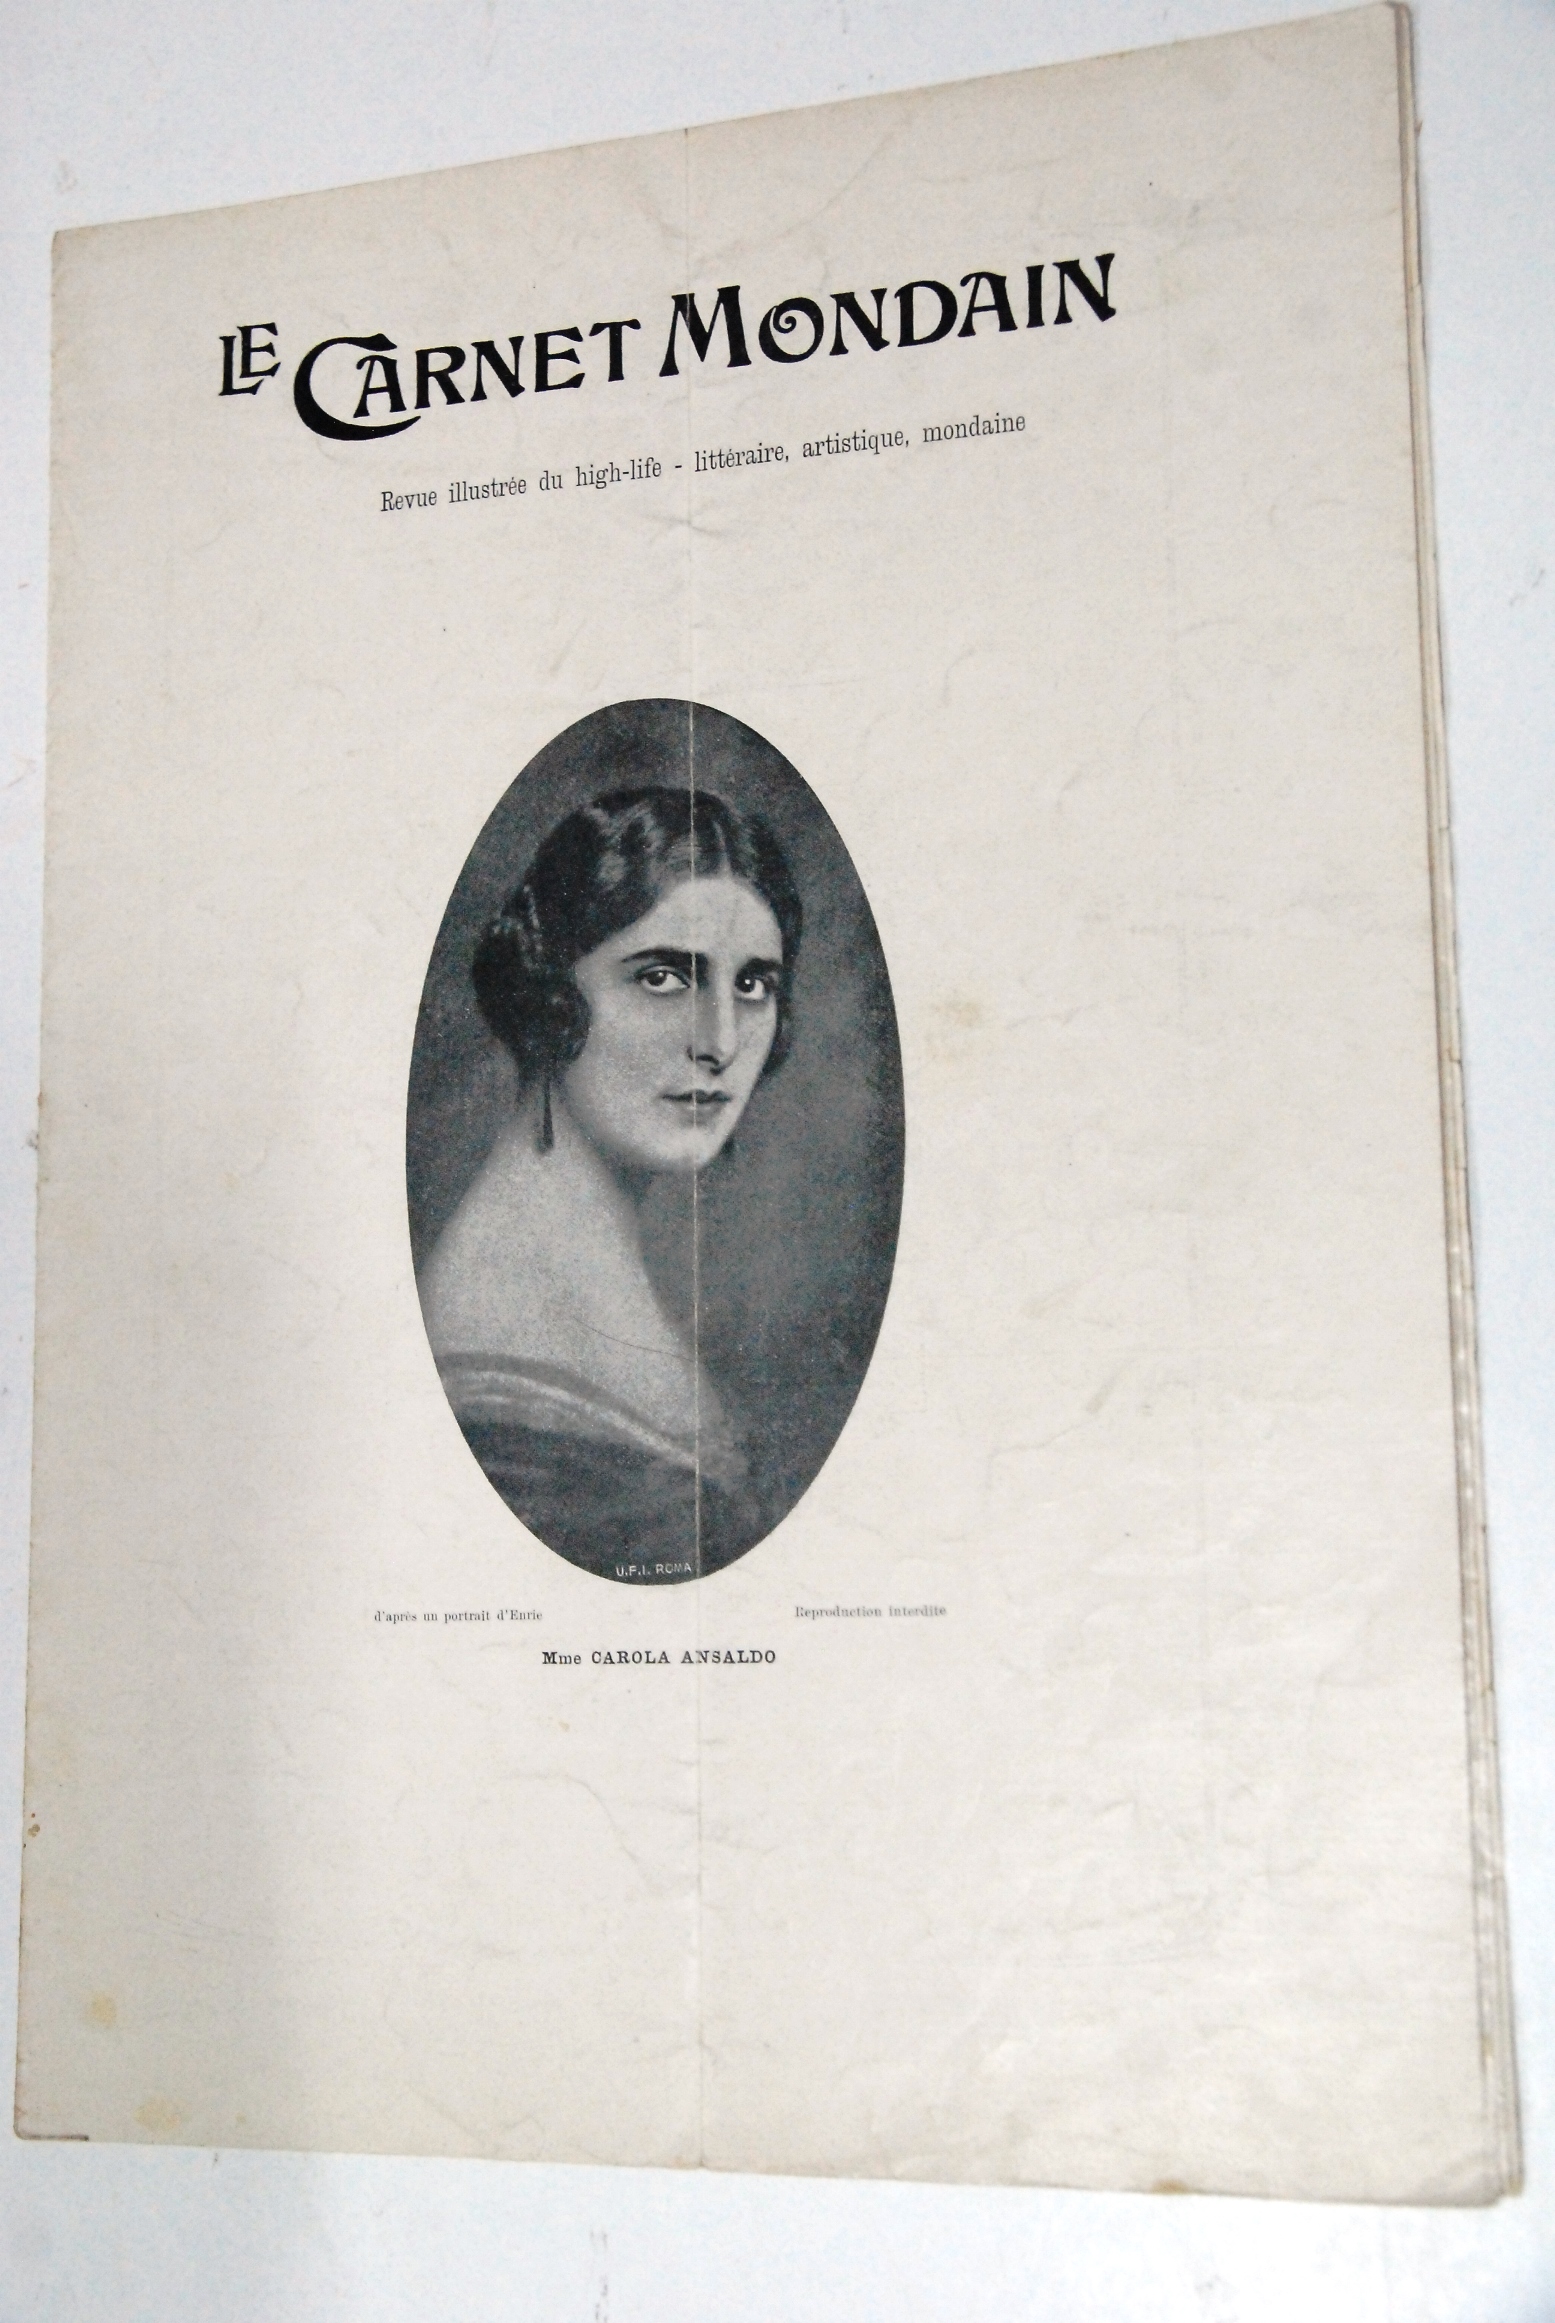 LE CARNET MONDAIN
Revue illustrée du high-life - littéraire, artistique, mondaine
U.F.I. ROMA
d'après un portrait d'Enrie
Reproduction interdite
Mme CAROLA ANSALDO